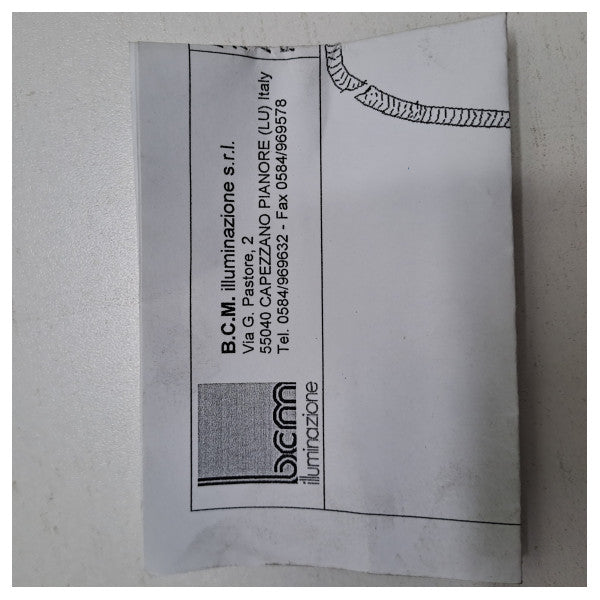 B.C.M. illuminazione s.r.l.
Via G. Pastore, 2
55040 CAPEZZANO PIANORE (LU) Italy
Tel. 0584/969632 - Fax 0584/969578
bcm
illuminazione